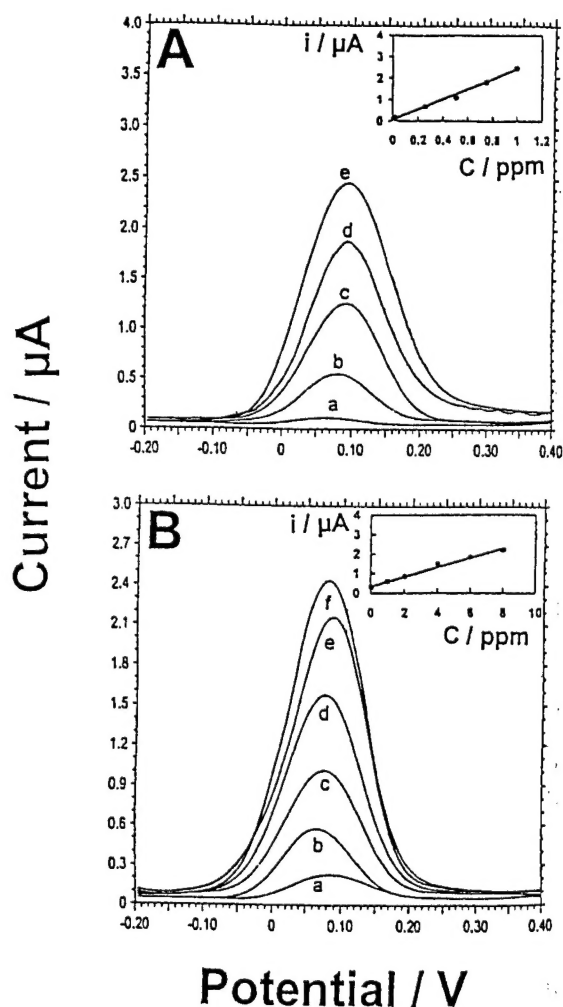 A
i / µA
4
3
2
1
0
0 0.2 0.4 0.6 0.8 1 1.2
C / ppm
4.0
3.5
3.0
2.5
2.0
1.5
1.0
0.5
0
e
d
c
b
a
-0.20 -0.10 0 0.10 0.20 0.30 0.40
Current / µA
B
i / µA
4
3
2
1
0
0 2 4 6 8 10
C / ppm
3.0
2.7
2.4
2.1
1.8
1.5
1.2
0.9
0.6
0.3
0
f
e
d
c
b
a
-0.20 -0.10 0 0.10 0.20 0.30 0.40
Potential / V